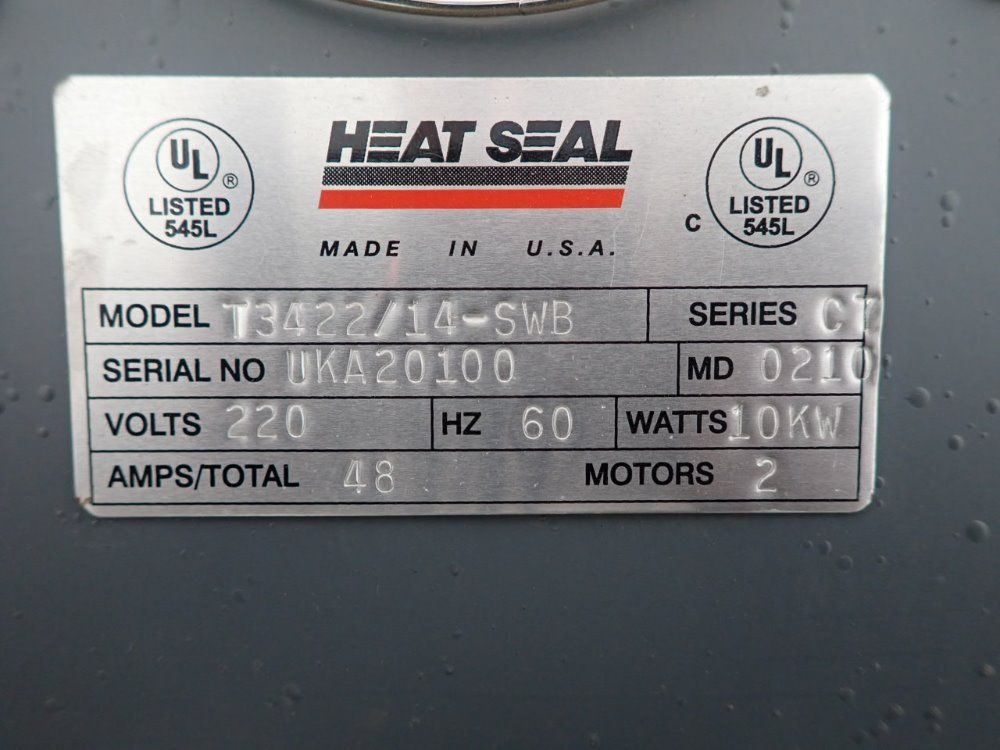 UL ® LISTED 545L
HEAT SEAL
MADE IN U.S.A.
C UL ® LISTED 545L
MODEL T3422/14-SWB SERIES CT
SERIAL NO UKA20100 MD 0210
VOLTS 220 HZ 60 WATTS 10KW
AMPS/TOTAL 48 MOTORS 2